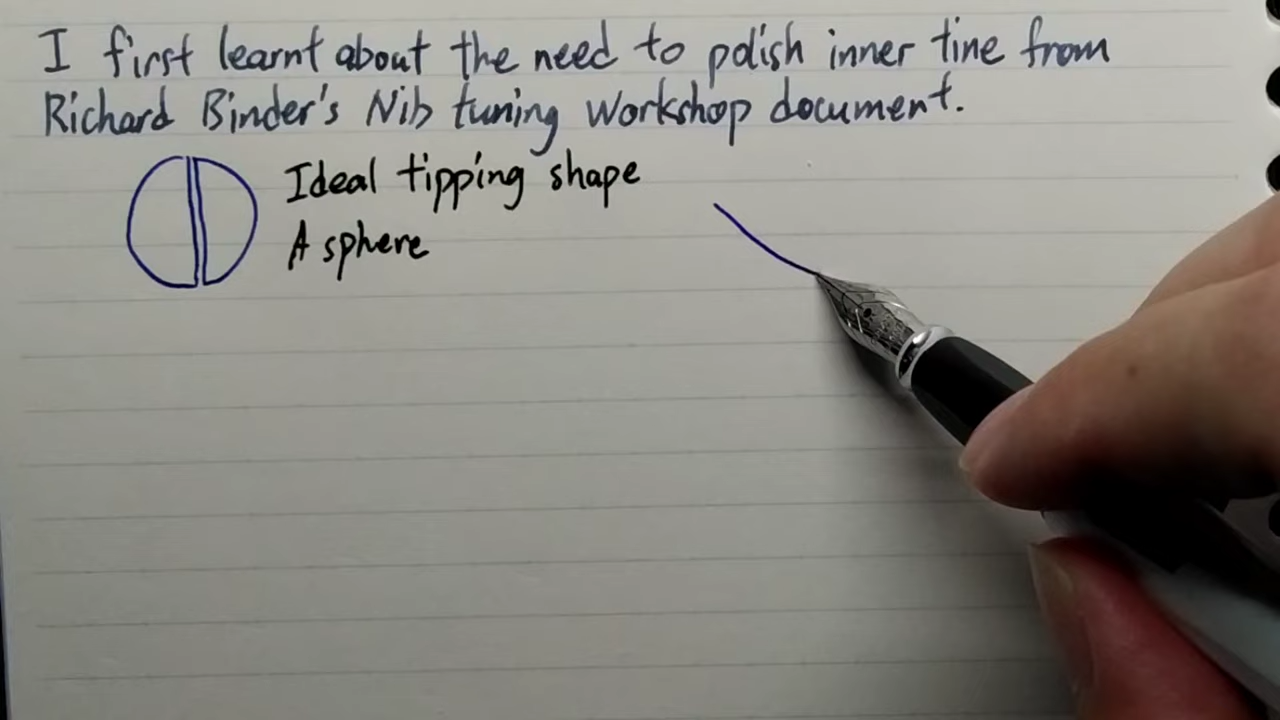 I first learnt about the need to polish inner tine from
Richard Binder's Nib tuning workshop document.
Ideal tipping shape
A sphere